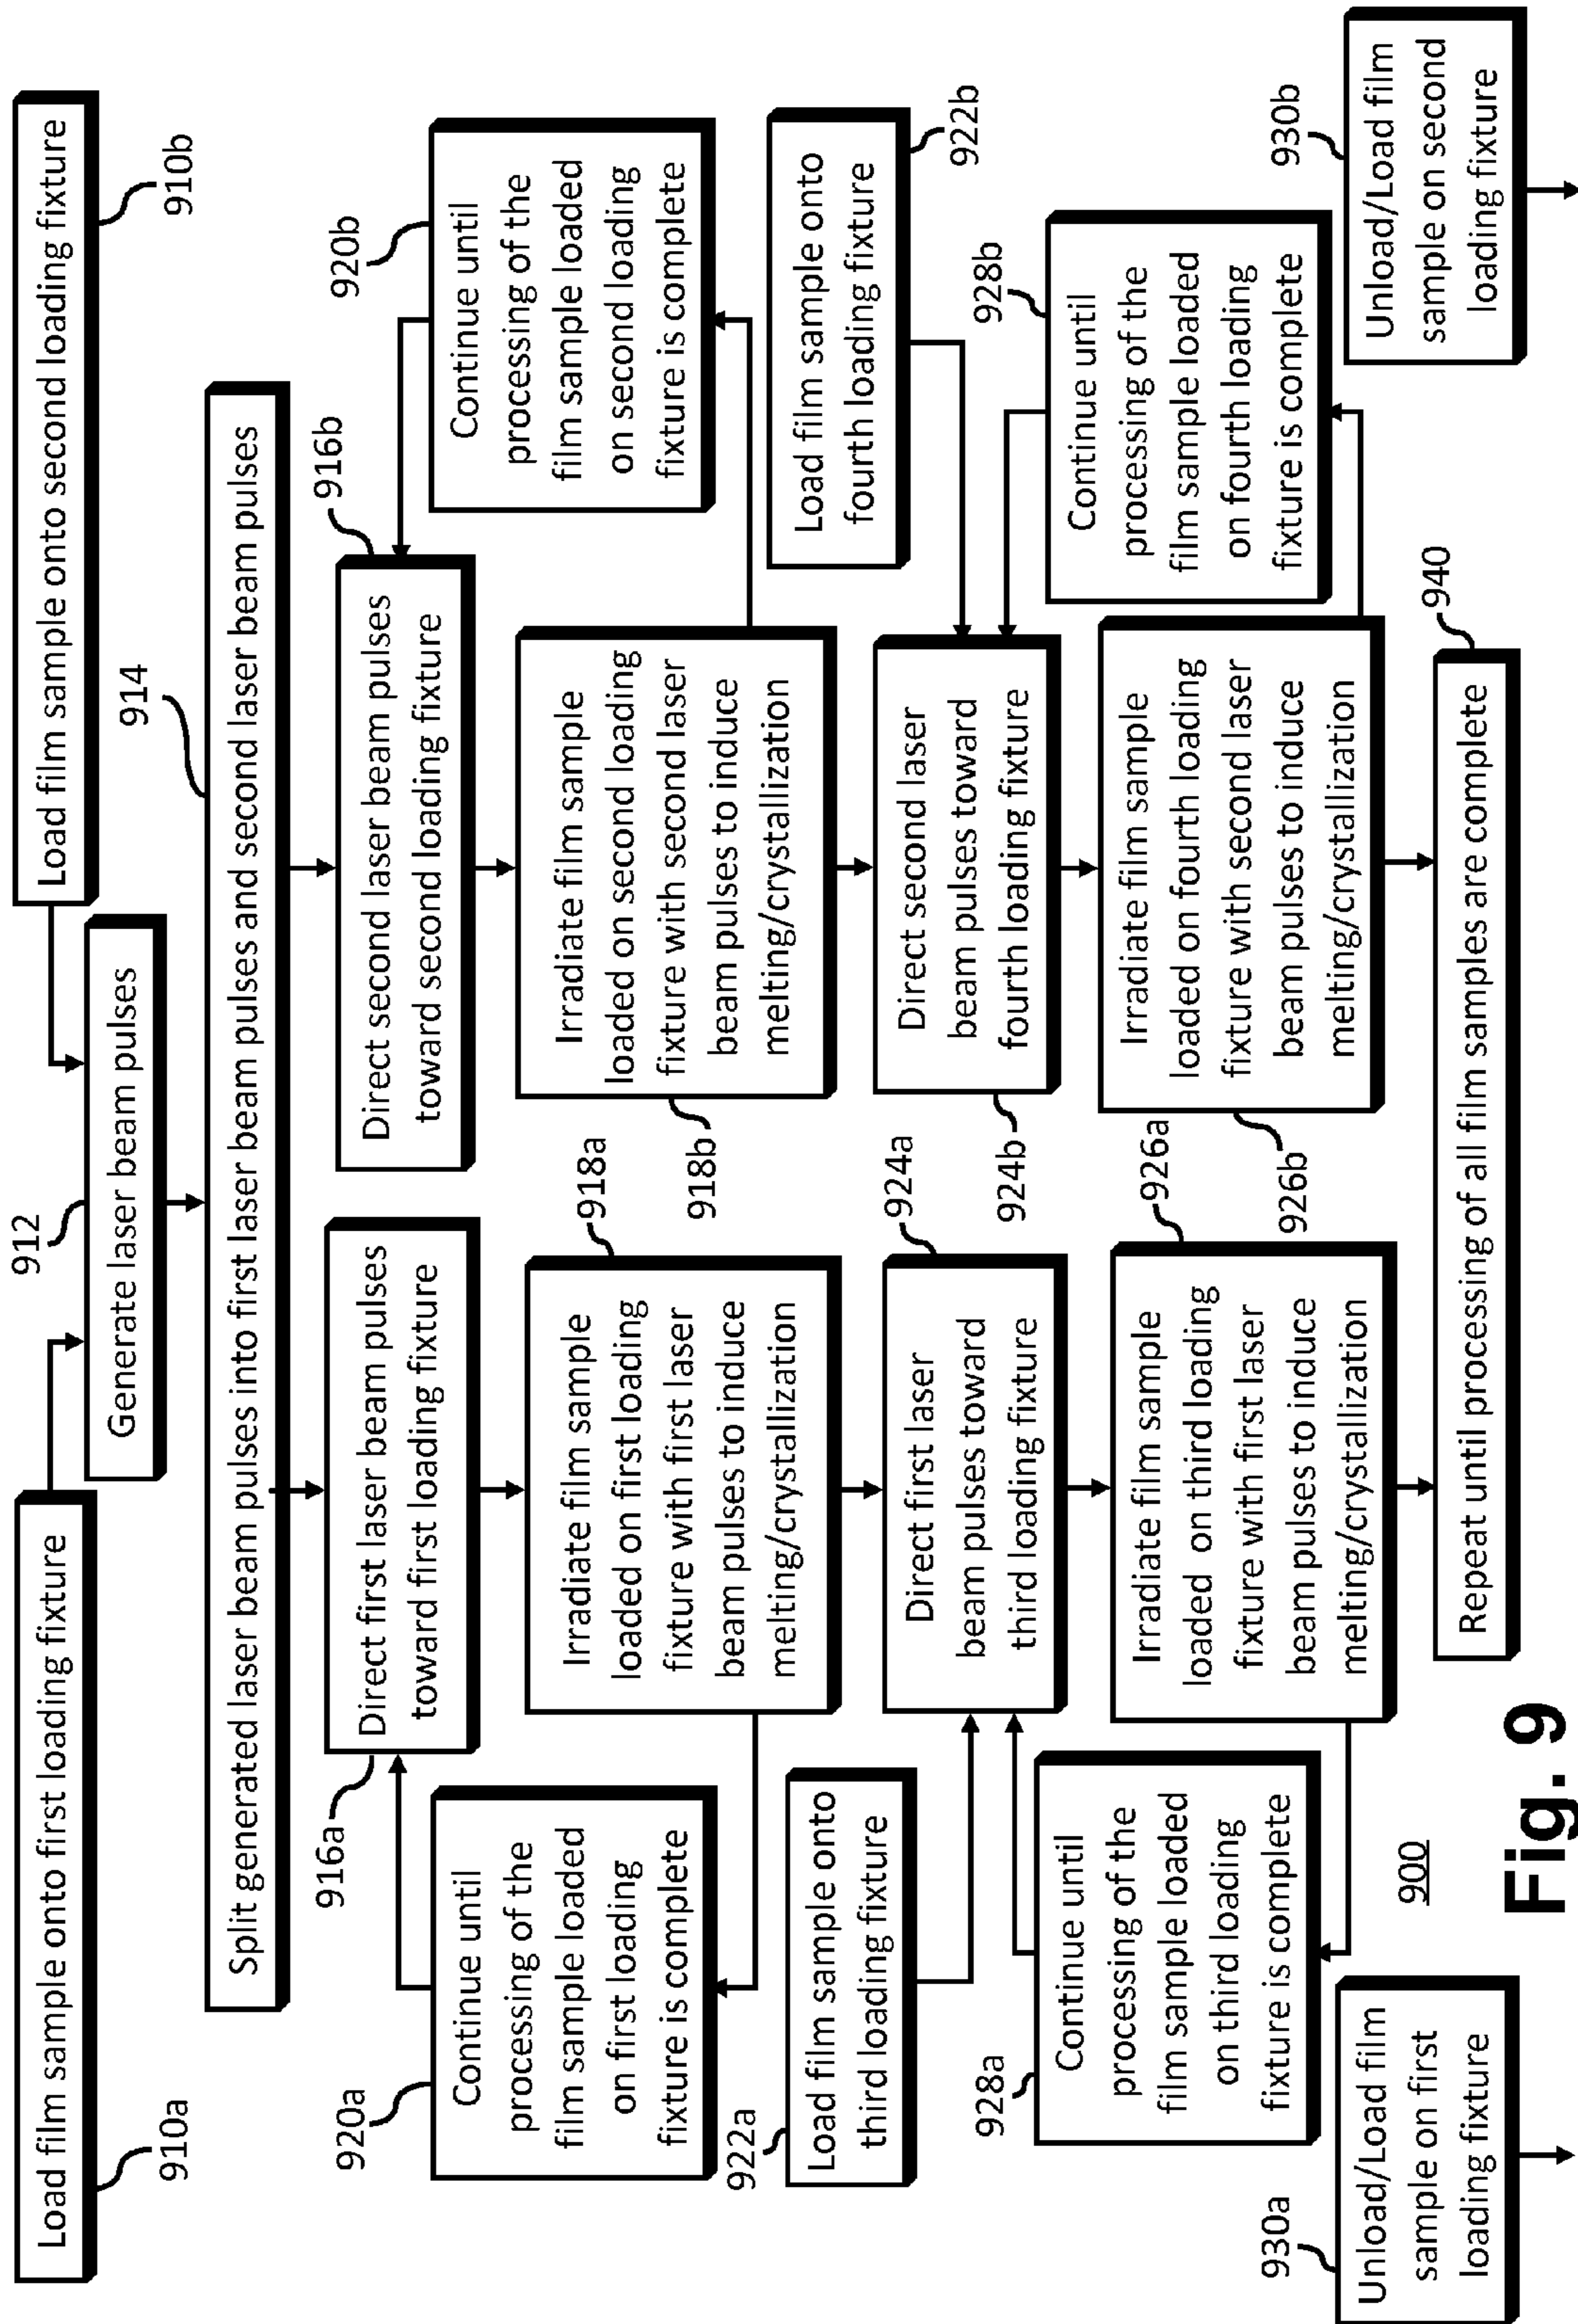 910a
Load film sample onto first loading fixture
912
Generate laser beam pulses
Load film sample onto second loading fixture
910b
914
Split generated laser beam pulses into first laser beam pulses and second laser beam pulses
916a
Direct first laser beam pulses
toward first loading fixture
Direct second laser beam pulses
toward second loading fixture
916b
920a
Continue until
processing of the
film sample loaded
on first loading
fixture is complete
918a
Irradiate film sample
loaded on first loading
fixture with first laser
beam pulses to induce
melting/crystallization
Irradiate film sample
loaded on second loading
fixture with second laser
beam pulses to induce
melting/crystallization
918b
920b
Continue until
processing of the
film sample loaded
on second loading
fixture is complete
922a
Load film sample onto
third loading fixture
924a
Direct first laser
beam pulses toward
third loading fixture
Direct second laser
beam pulses toward
fourth loading fixture
924b
Load film sample onto
fourth loading fixture
922b
928a
Continue until
processing of the
film sample loaded
on third loading
fixture is complete
926a
Irradiate film sample
loaded on third loading
fixture with first laser
beam pulses to induce
melting/crystallization
Irradiate film sample
loaded on fourth loading
fixture with second laser
beam pulses to induce
melting/crystallization
926b
928b
Continue until
processing of the
film sample loaded
on fourth loading
fixture is complete
930a
Unload/Load film
sample on first
loading fixture
940
Repeat until processing of all film samples are complete
930b
Unload/Load film
sample on second
loading fixture
900
Fig. 9